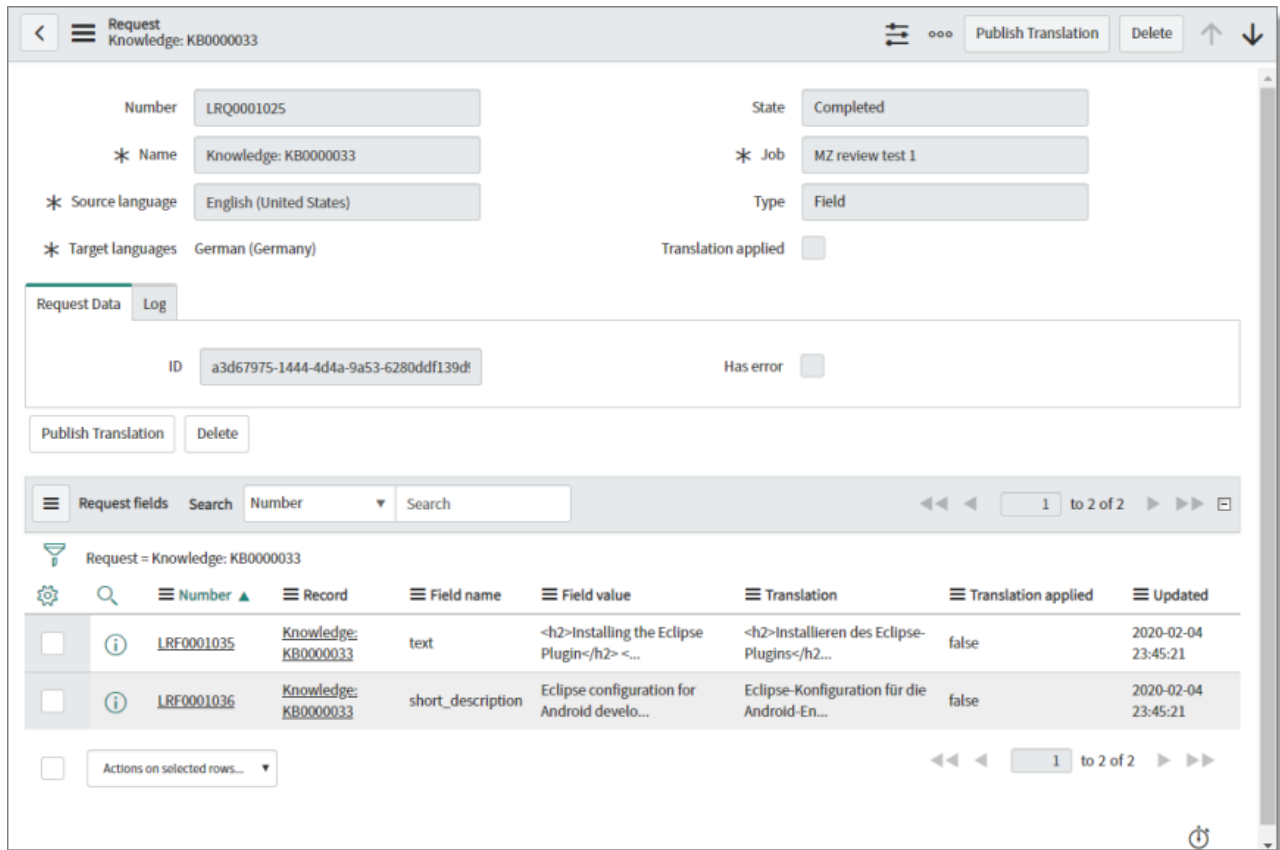 Request
Knowledge: KB0000033
Publish Translation
Delete
Number LRQ0001025
State Completed
Name Knowledge: KB0000033
Job MZ review test 1
Source language English (United States)
Type Field
Target languages German (Germany)
Translation applied
Request Data Log
ID a3d67975-1444-4d4a-9a53-6280ddf139d
Has error
Publish Translation Delete
Request fields Search Number Search 1 to 2 of 2
Request = Knowledge: KB0000033
Number Record Field name Field value Translation Translation applied Updated
LRF0001035 Knowledge: KB0000033 text <h2>Installing the Eclipse Plugin</h2> <... <h2>Installieren des Eclipse-Plugins</h2... false 2020-02-04 23:45:21
LRF0001036 Knowledge: KB0000033 short_description Eclipse configuration for Android develo... Eclipse-Konfiguration für die Android-En... false 2020-02-04 23:45:21
Actions on selected rows... 1 to 2 of 2